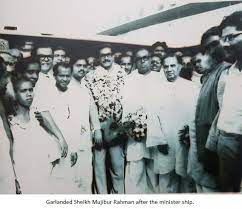 Garlanded Sheikh Mujibur Rahman after the minister ship.